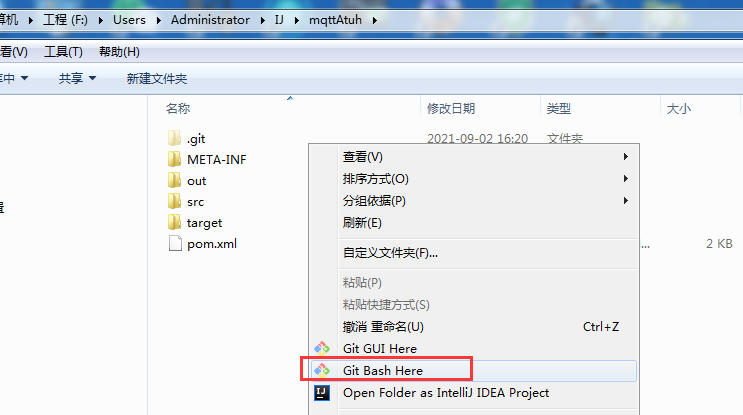 算机 ▸ 工程 (F:) ▸ Users ▸ Administrator ▸ IJ ▸ mqttAtuh ▸
看(V) 工具(T) 帮助(H)
库中 共享 新建文件夹
名称 修改日期 类型 大小
.git 2021-09-02 16:20 文件夹
META-INF
out
src
target
pom.xml ... 2 KB
查看(V)
排序方式(O)
分组依据(P)
刷新(E)
自定义文件夹(F)...
粘贴(P)
粘贴快捷方式(S)
撤消 重命名(U) Ctrl+Z
Git GUI Here
Git Bash Here
IJ Open Folder as IntelliJ IDEA Project